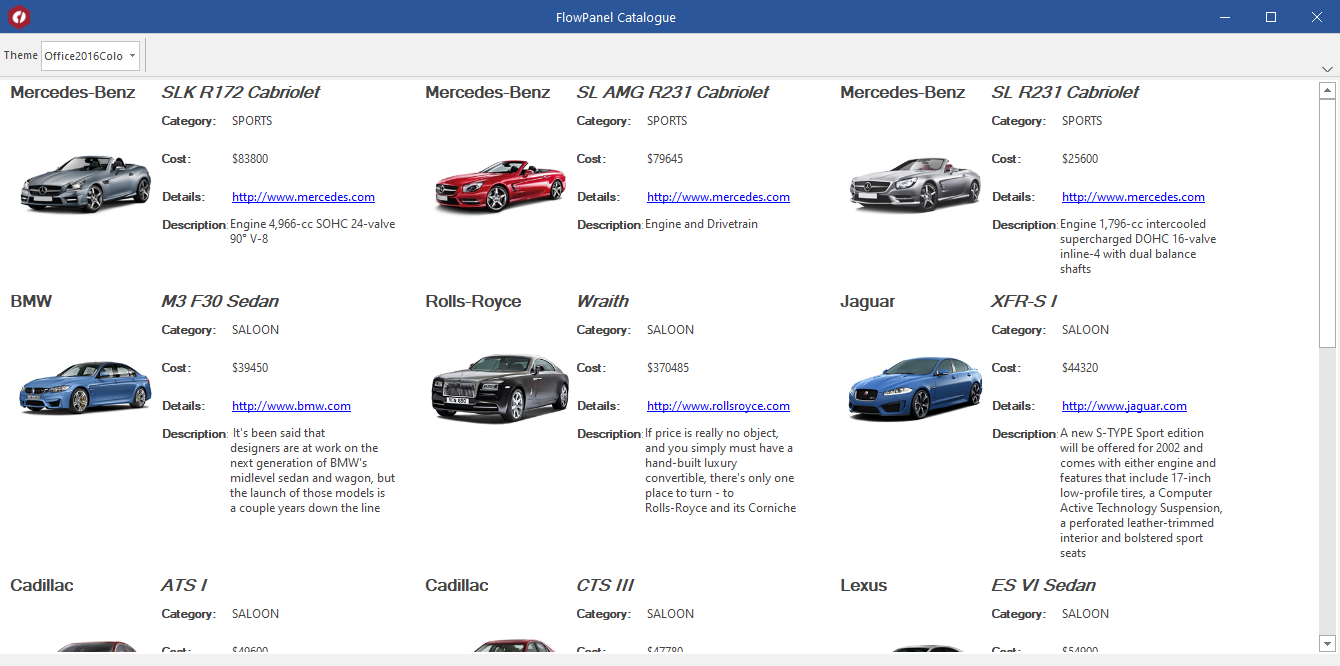 FlowPanel Catalogue
Theme Office2016Colo
Mercedes-Benz
SLK R172 Cabriolet
Category: SPORTS
Cost: $83800
Details: http://www.mercedes.com
Description: Engine 4,966-cc SOHC 24-valve
90° V-8
Mercedes-Benz
SL AMG R231 Cabriolet
Category: SPORTS
Cost: $79645
Details: http://www.mercedes.com
Description: Engine and Drivetrain
Mercedes-Benz
SL R231 Cabriolet
Category: SPORTS
Cost: $25600
Details: http://www.mercedes.com
Description: Engine 1,796-cc intercooled
supercharged DOHC 16-valve
inline-4 with dual balance
shafts
BMW
M3 F30 Sedan
Category: SALOON
Cost: $39450
Details: http://www.bmw.com
Description: It's been said that
designers are at work on the
next generation of BMW's
midlevel sedan and wagon, but
the launch of those models is
a couple years down the line
Rolls-Royce
Wraith
Category: SALOON
Cost: $370485
Details: http://www.rollsroyce.com
Description: If price is really no object,
and you simply must have a
hand-built luxury
convertible, there's only one
place to turn - to
Rolls-Royce and its Corniche
Jaguar
XFR-S I
Category: SALOON
Cost: $44320
Details: http://www.jaguar.com
Description: A new S-TYPE Sport edition
will be offered for 2002 and
comes with either engine and
features that include 17-inch
low-profile tires, a Computer
Active Technology Suspension,
a perforated leather-trimmed
interior and bolstered sport
seats
Cadillac
ATS I
Category: SALOON
Cost: $49600
Cadillac
CTS III
Category: SALOON
Cost: $47780
Lexus
ES VI Sedan
Category: SALOON
Cost: $54900